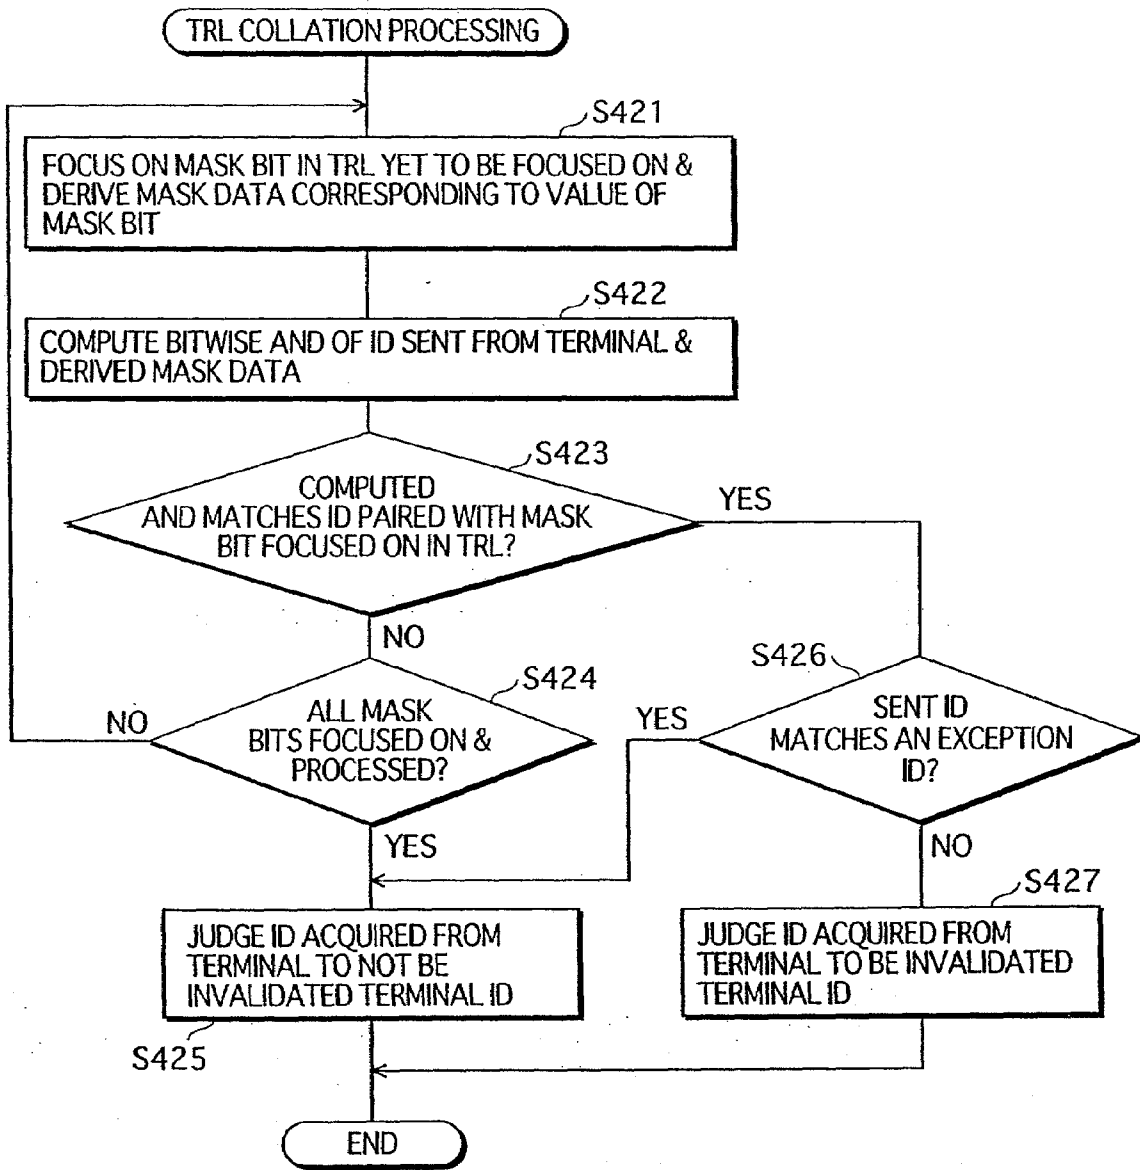 TRL COLLATION PROCESSING
S421
FOCUS ON MASK BIT IN TRL YET TO BE FOCUSED ON &
DERIVE MASK DATA CORRESPONDING TO VALUE OF
MASK BIT
S422
COMPUTE BITWISE AND OF ID SENT FROM TERMINAL &
DERIVED MASK DATA
S423
COMPUTED
AND MATCHES ID PAIRED WITH MASK
BIT FOCUSED ON IN TRL?
YES
NO
S424
ALL MASK
BITS FOCUSED ON &
PROCESSED?
NO
YES
S426
SENT ID
MATCHES AN EXCEPTION
ID?
YES
NO
JUDGE ID ACQUIRED FROM
TERMINAL TO NOT BE
INVALIDATED TERMINAL ID
S425
S427
JUDGE ID ACQUIRED FROM
TERMINAL TO BE INVALIDATED
TERMINAL ID
END